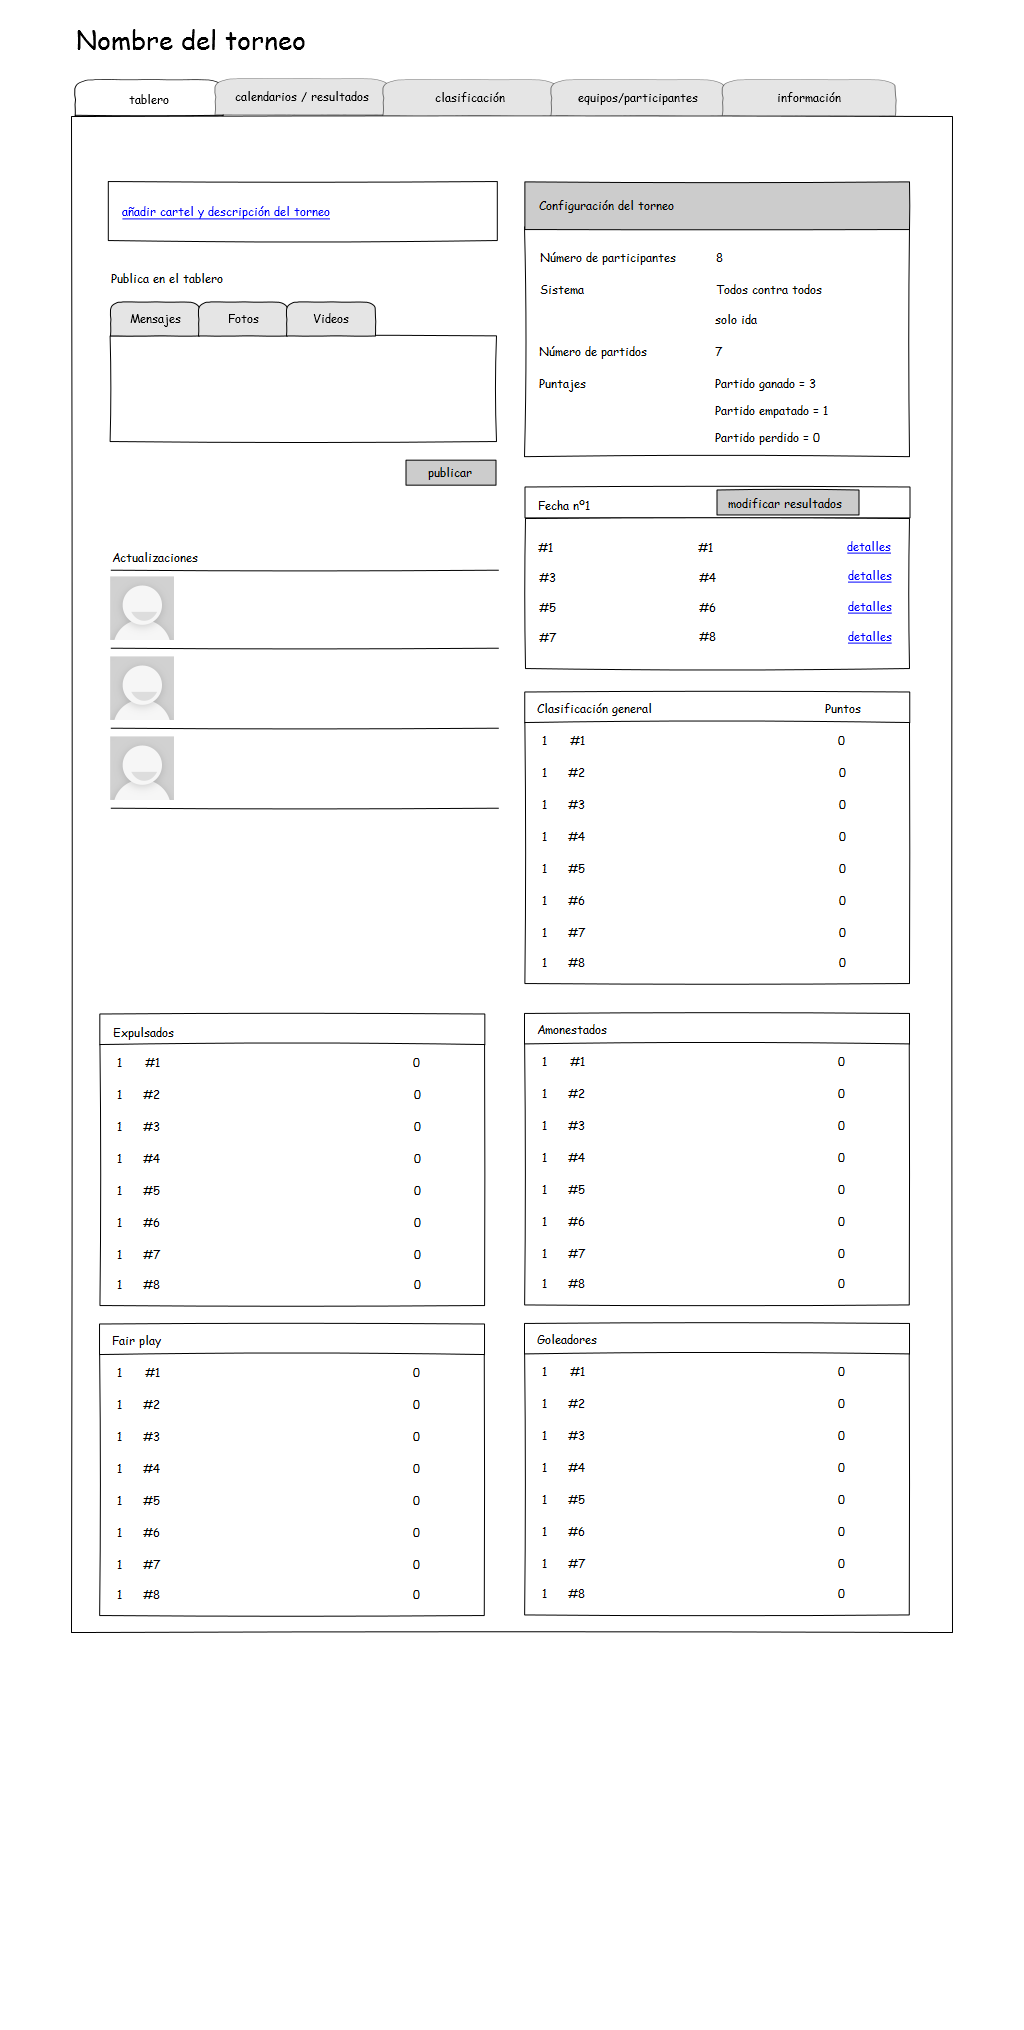 Nombre del torneo
tablero
calendarios / resultados
clasificación
equipos/participantes
información
añadir cartel y descripción del torneo
Publica en el tablero
Mensajes
Fotos
Videos
publicar
Actualizaciones
Configuración del torneo
Número de participantes 8
Sistema Todos contra todos
solo ida
Número de partidos 7
Puntajes Partido ganado = 3
Partido empatado = 1
Partido perdido = 0
Fecha nº1 modificar resultados
#1 #1 detalles
#3 #4 detalles
#5 #6 detalles
#7 #8 detalles
Clasificación general Puntos
1 #1 0
1 #2 0
1 #3 0
1 #4 0
1 #5 0
1 #6 0
1 #7 0
1 #8 0
Expulsados
1 #1 0
1 #2 0
1 #3 0
1 #4 0
1 #5 0
1 #6 0
1 #7 0
1 #8 0
Amonestados
1 #1 0
1 #2 0
1 #3 0
1 #4 0
1 #5 0
1 #6 0
1 #7 0
1 #8 0
Fair play
1 #1 0
1 #2 0
1 #3 0
1 #4 0
1 #5 0
1 #6 0
1 #7 0
1 #8 0
Goleadores
1 #1 0
1 #2 0
1 #3 0
1 #4 0
1 #5 0
1 #6 0
1 #7 0
1 #8 0